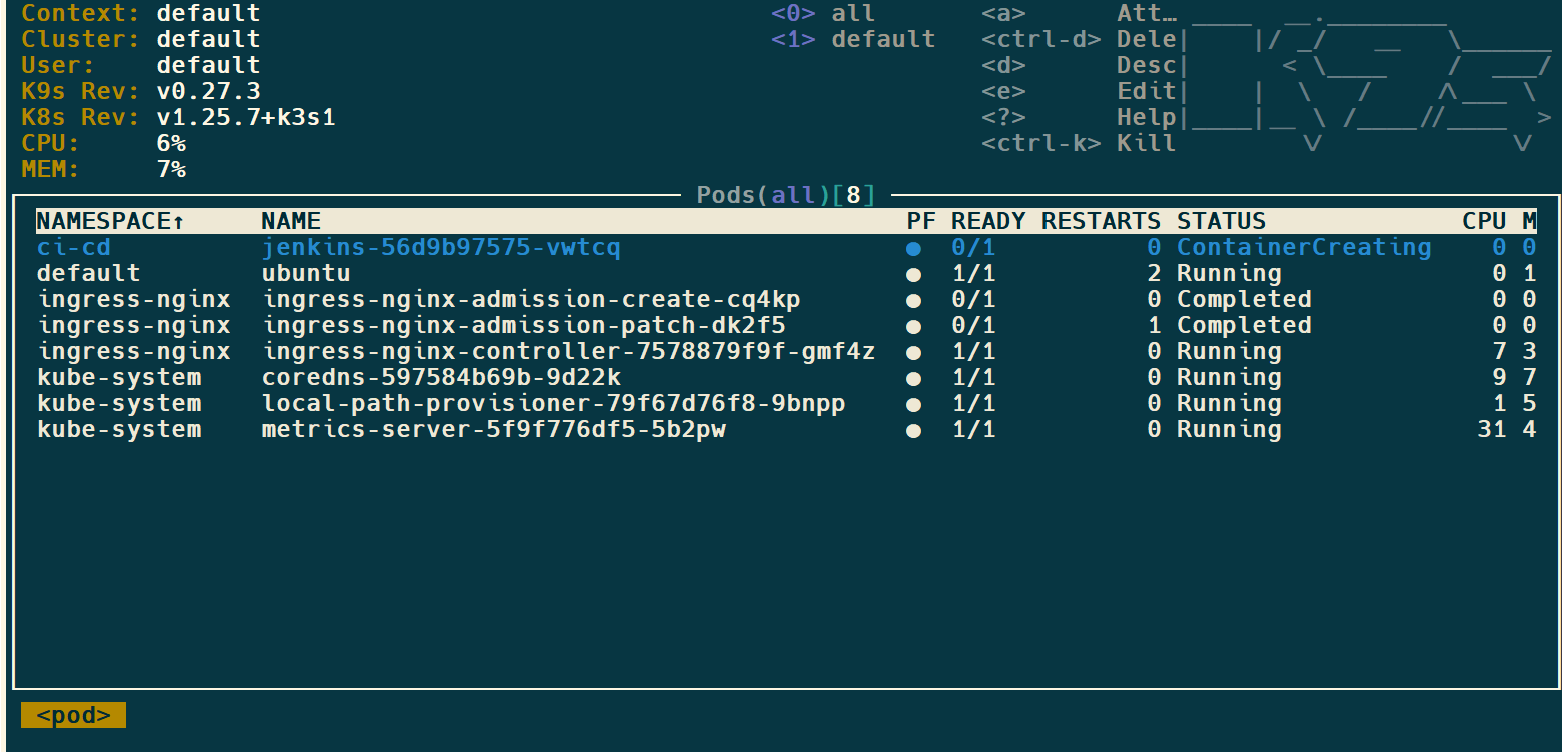 Context: default <0> all <a> Att…
Cluster: default <1> default <ctrl-d> Dele
User: default <d> Desc
K9s Rev: v0.27.3 <e> Edit
K8s Rev: v1.25.7+k3s1 <?> Help
CPU: 6% <ctrl-k> Kill
MEM: 7%
Pods(all)[8]
NAMESPACE↑ NAME PF READY RESTARTS STATUS CPU M
ci-cd jenkins-56d9b97575-vwtcq ● 0/1 0 ContainerCreating 0 0
default ubuntu ● 1/1 2 Running 0 1
ingress-nginx ingress-nginx-admission-create-cq4kp ● 0/1 0 Completed 0 0
ingress-nginx ingress-nginx-admission-patch-dk2f5 ● 0/1 1 Completed 0 0
ingress-nginx ingress-nginx-controller-7578879f9f-gmf4z ● 1/1 0 Running 7 3
kube-system coredns-597584b69b-9d22k ● 1/1 0 Running 9 7
kube-system local-path-provisioner-79f67d76f8-9bnpp ● 1/1 0 Running 1 5
kube-system metrics-server-5f9f776df5-5b2pw ● 1/1 0 Running 31 4
<pod>